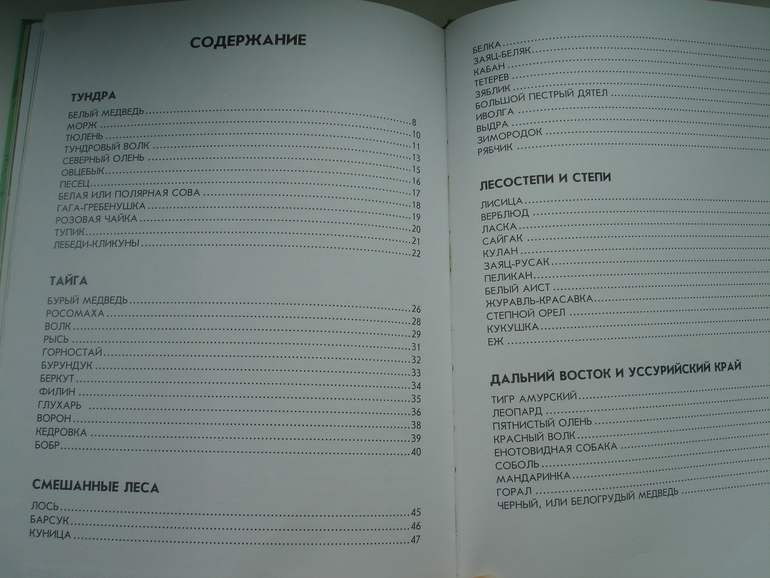 СОДЕРЖАНИЕ
ТУНДРА
БЕЛЫЙ МЕДВЕДЬ 8
МОРЖ 10
ТЮЛЕНЬ 11
ТУНДРОВЫЙ ВОЛК 13
СЕВЕРНЫЙ ОЛЕНЬ 15
ОВЦЕБЫК 16
ПЕСЕЦ 17
БЕЛАЯ ИЛИ ПОЛЯРНАЯ СОВА 18
ГАГА-ГРЕБЕНУШКА 19
РОЗОВАЯ ЧАЙКА 20
ТУПИК 21
ЛЕБЕДИ-КЛИКУНЫ 22
ТАЙГА
БУРЫЙ МЕДВЕДЬ 26
РОСОМАХА 28
ВОЛК 29
РЫСЬ 31
ГОРНОСТАЙ 32
БУРУНДУК 33
БЕРКУТ 34
ФИЛИН 35
ГЛУХАРЬ 36
ВОРОН 38
КЕДРОВКА 39
БОБР 40
СМЕШАННЫЕ ЛЕСА
ЛОСЬ 45
БАРСУК 46
КУНИЦА 47
БЕЛКА
ЗАЯЦ-БЕЛЯК
КАБАН
ТЕТЕРЕВ
ЗЯБЛИК
БОЛЬШОЙ ПЕСТРЫЙ ДЯТЕЛ
ИВОЛГА
ВЫДРА
ЗИМОРОДОК
РЯБЧИК
ЛЕСОСТЕПИ И СТЕПИ
ЛИСИЦА
ВЕРБЛЮД
ЛАСКА
САЙГАК
КУЛАН
ЗАЯЦ-РУСАК
ПЕЛИКАН
БЕЛЫЙ АИСТ
ЖУРАВЛЬ-КРАСАВКА
СТЕПНОЙ ОРЕЛ
КУКУШКА
ЕЖ
ДАЛЬНИЙ ВОСТОК И УССУРИЙСКИЙ КРАЙ
ТИГР АМУРСКИЙ
ЛЕОПАРД
ПЯТНИСТЫЙ ОЛЕНЬ
КРАСНЫЙ ВОЛК
ЕНОТОВИДНАЯ СОБАКА
СОБОЛЬ
МАНДАРИНКА
ГОРАЛ
ЧЕРНЫЙ, ИЛИ БЕЛОГРУДЫЙ МЕДВЕДЬ